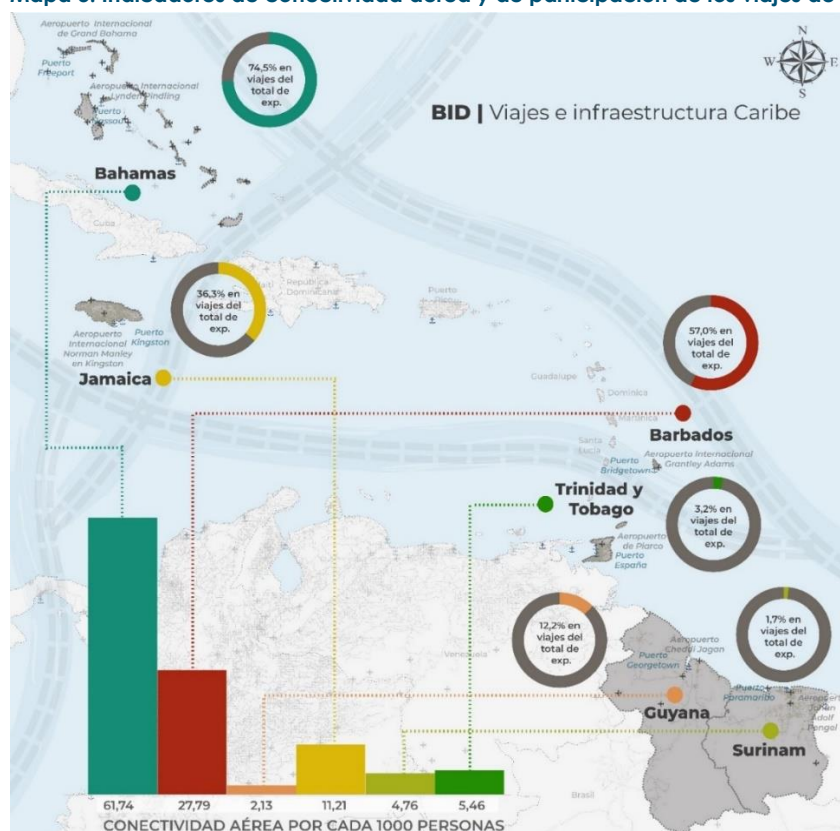 Mapa 3. Indicadores de conectividad aérea y de participación de los viajes de
Aeropuerto Internacional
de Grand Bahama
Puerto
Freeport
Aeropuerto Internacional
Lynden Pindling
Puerto
74,5% en
viajes del
total de
exp.
N
W
E
S
BID | Viajes e infraestructura Caribe
Bahamas
Cuba
36,3% en
viajes del
total de
exp.
Haití
República
Dominicana
Puerto
Rico
Aeropuerto
Internacional
Norman Manley
en Kingston
Puerto
Kingston
Jamaica
57,0% en
viajes del
total de
exp.
Guadalupe
Dominica
Martinica
Santa
Lucía
Barbados
Puerto
Bridgetown
Aeropuerto Internacional
Grantley Adams
Trinidad y
Tobago
3,2% en
viajes del
total de
exp.
Aeropuerto
de Piarco
Puerto
España
12,2% en
viajes del
total de
exp.
1,7% en
viajes del
total de
exp.
Venezuela
Aeropuerto
Cheddi Jagan
Puerto
Georgetown
Guyana
Puerto
Paramaribo
Aeropuerto
Johan
Adolf
Pengel
Surinam
Brasil
61,74
27,79
2,13
11,21
4,76
5,46
CONECTIVIDAD AÉREA POR CADA 1000 PERSONAS